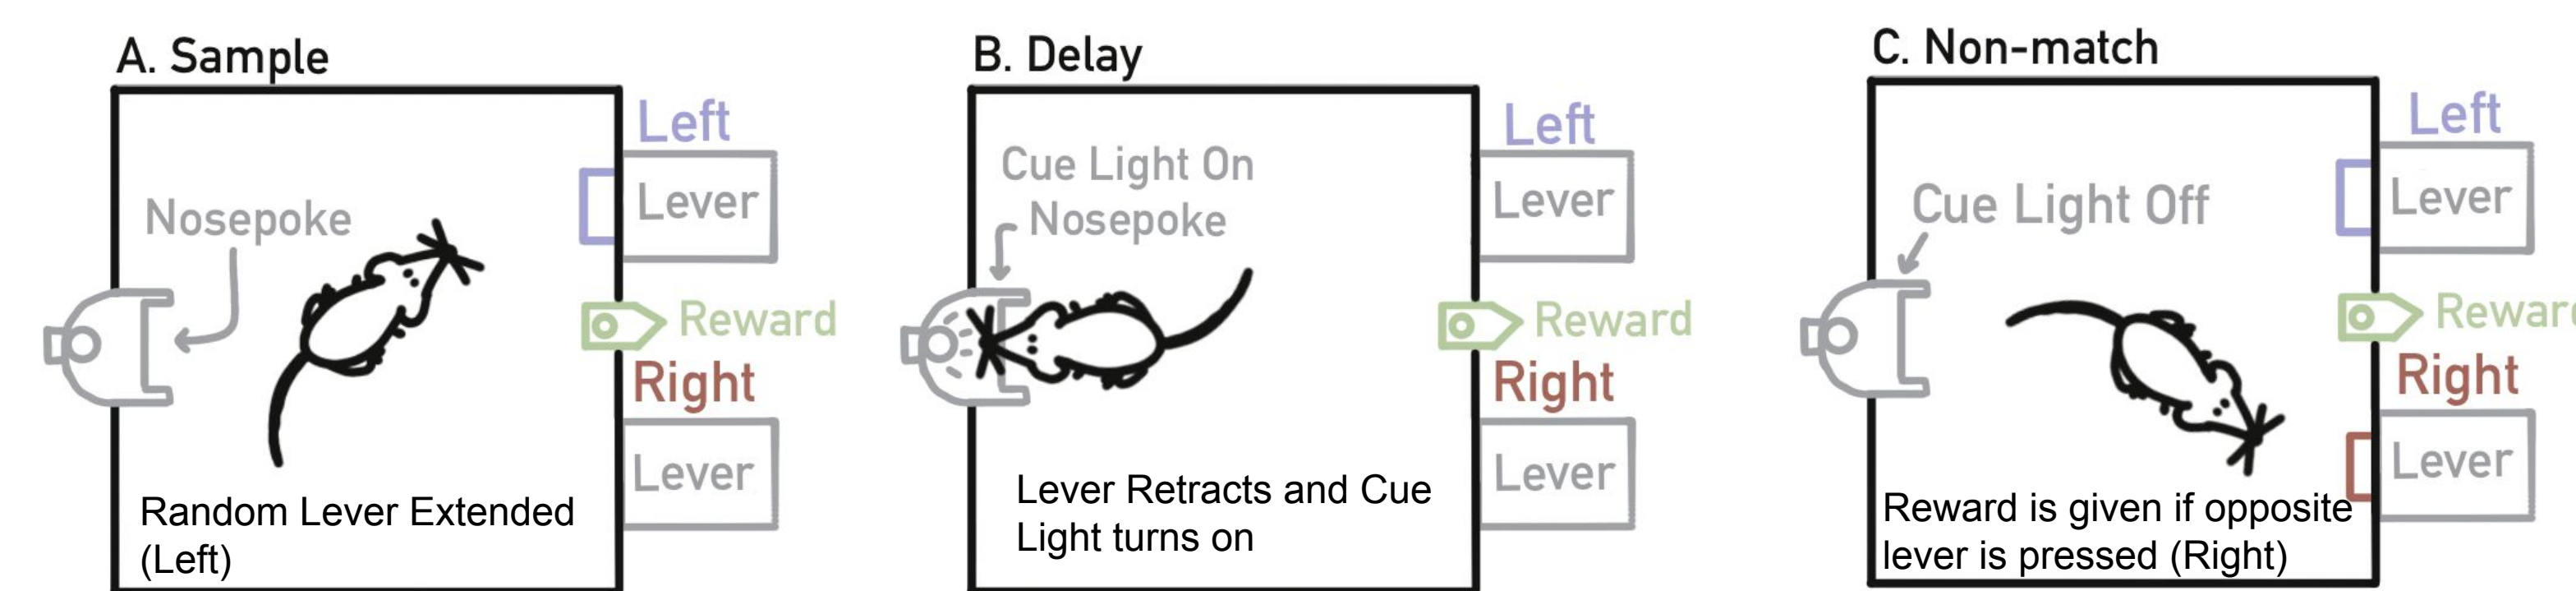 A. Sample
Left
Lever
Nosepoke
Reward
Right
Lever
Random Lever Extended
(Left)
B. Delay
Left
Cue Light On
Lever
Nosepoke
Reward
Right
Lever
Lever Retracts and Cue
Light turns on
C. Non-match
Left
Lever
Cue Light Off
Rewar
Right
Lever
Reward is given if opposite
lever is pressed (Right)